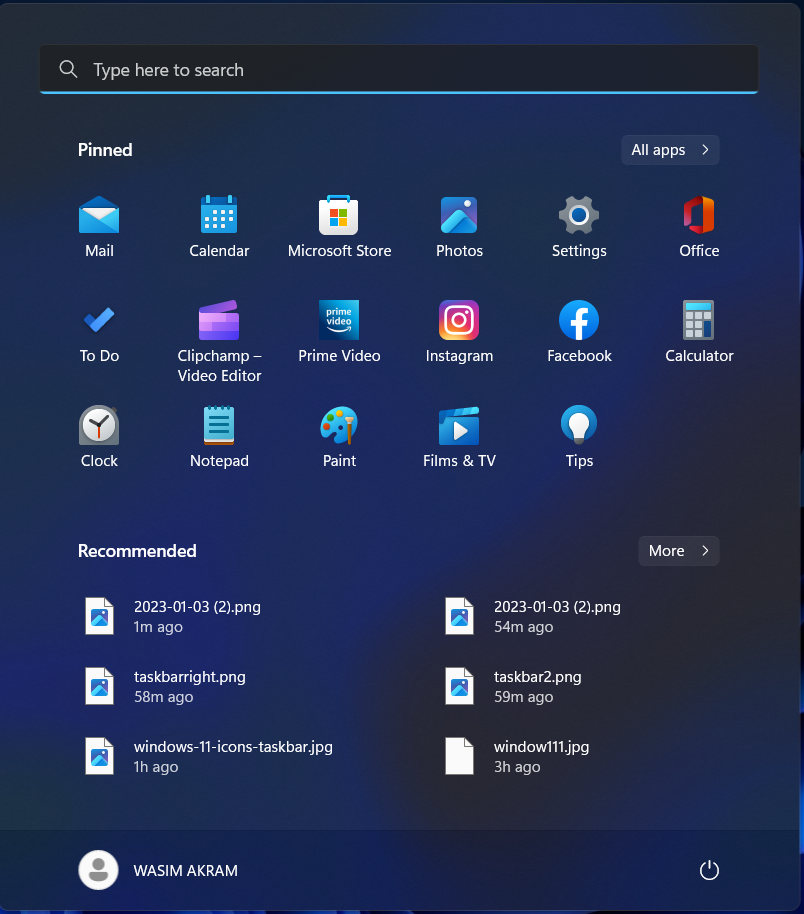 Type here to search
Pinned
All apps
Mail
Calendar
Microsoft Store
Photos
Settings
Office
prime
video
To Do
Clipchamp –
Video Editor
Prime Video
Instagram
Facebook
Calculator
Clock
Notepad
Paint
Films & TV
Tips
Recommended
More
2023-01-03 (2).png
1m ago
2023-01-03 (2).png
54m ago
taskbarright.png
58m ago
taskbar2.png
59m ago
windows-11-icons-taskbar.jpg
1h ago
window111.jpg
3h ago
WASIM AKRAM